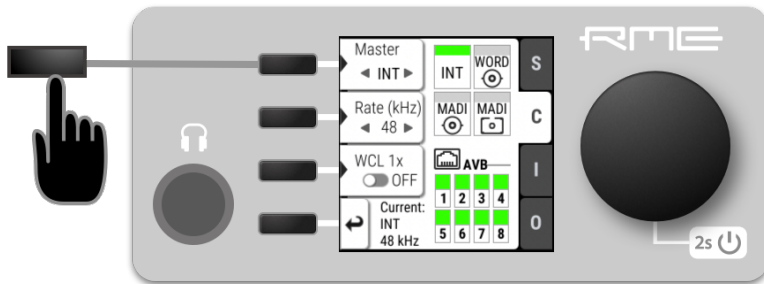 RME
Master
INT
Rate (kHz)
48
WCL 1x
OFF
Current:
INT
48 kHz
INT
WORD
MADI
MADI
AVB
1 2 3 4
5 6 7 8
S
C
I
O
2s